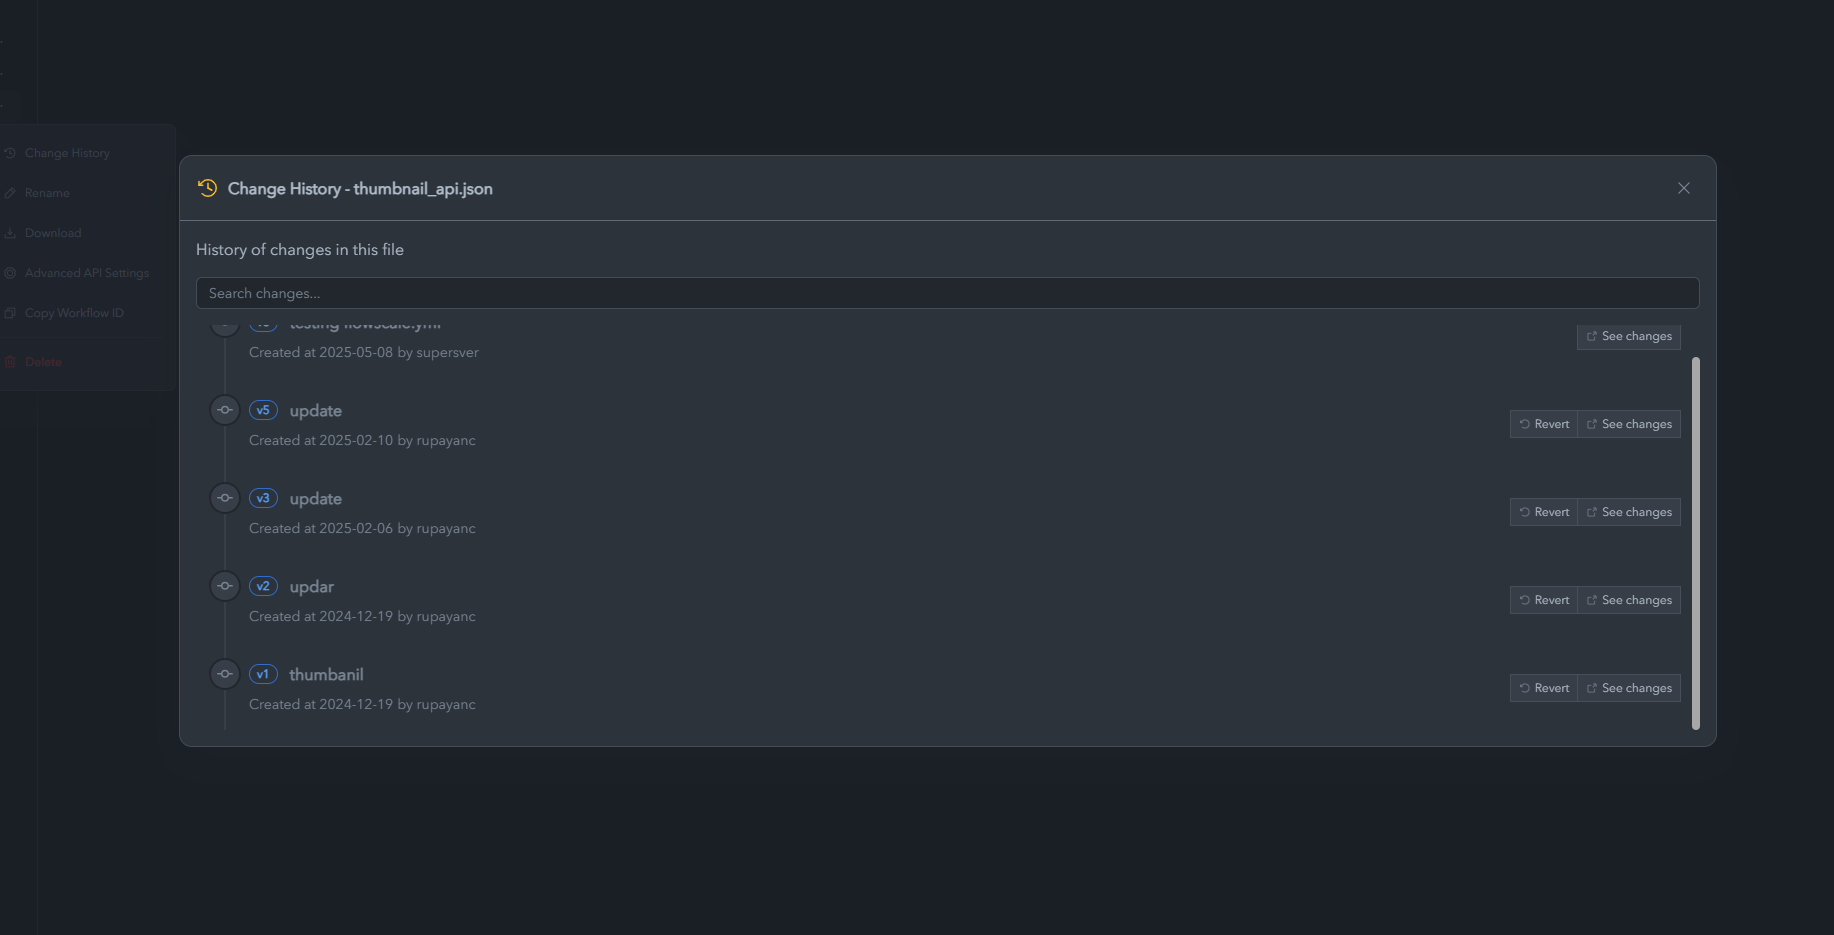 Change History
Rename
Download
Advanced API Settings
Copy Workflow ID
Delete
Change History - thumbnail_api.json
History of changes in this file
Search changes...
testing flowscale.yml
Created at 2025-05-08 by supersver
See changes
v5 update
Created at 2025-02-10 by rupayanc
Revert See changes
v3 update
Created at 2025-02-06 by rupayanc
Revert See changes
v2 updar
Created at 2024-12-19 by rupayanc
Revert See changes
v1 thumbanil
Created at 2024-12-19 by rupayanc
Revert See changes